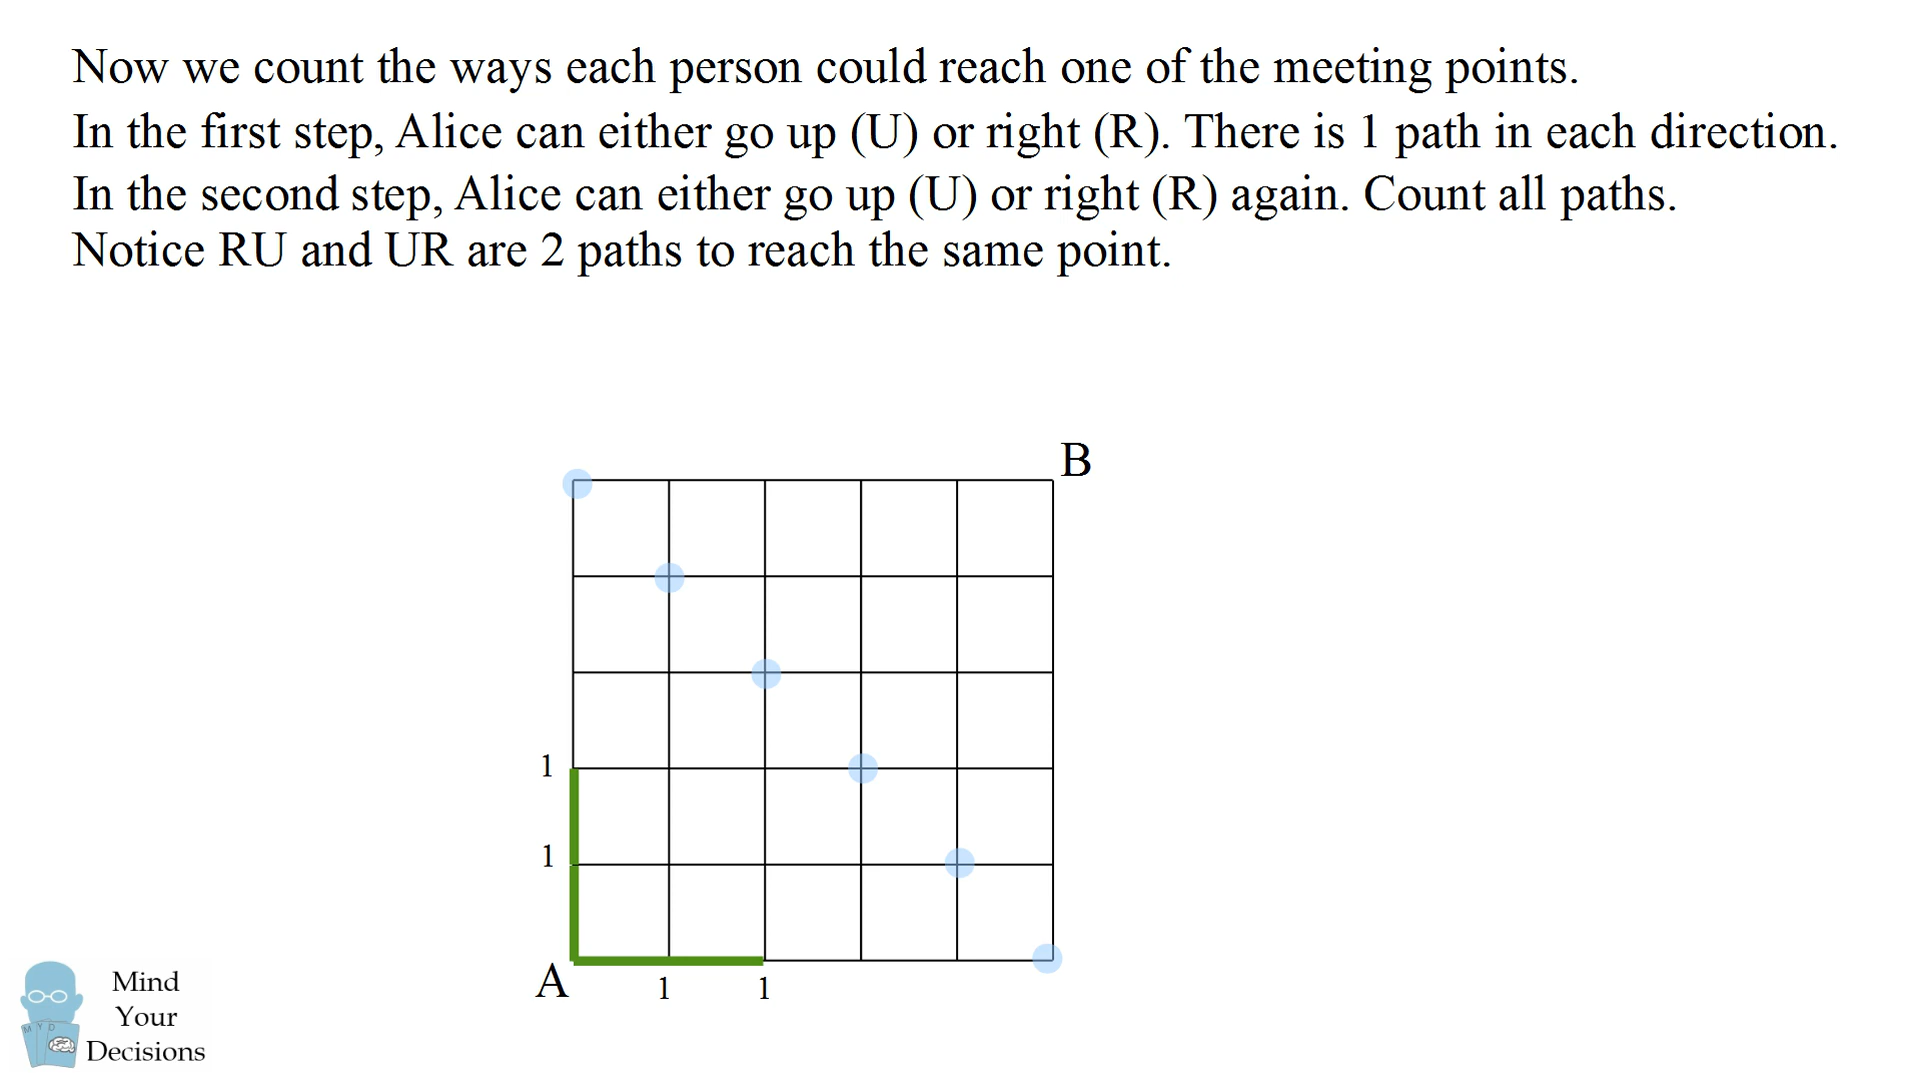 Now we count the ways each person could reach one of the meeting points.
In the first step, Alice can either go up (U) or right (R). There is 1 path in each direction.
In the second step, Alice can either go up (U) or right (R) again. Count all paths.
Notice RU and UR are 2 paths to reach the same point.
B
1
1
A
1 1
M Y D
Mind
Your
Decisions